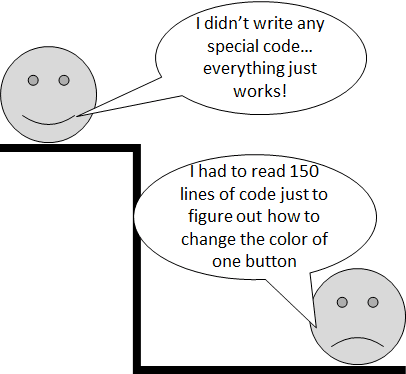 I didn't write any
special code...
everything just
works!
I had to read 150
lines of code just to
figure out how to
change the color of
one button